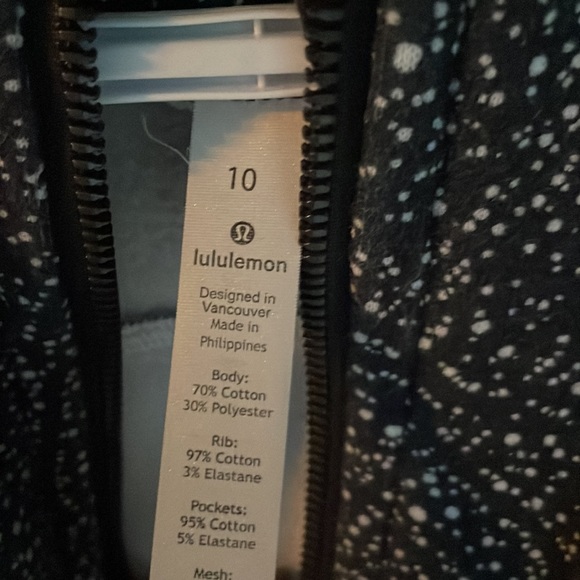 10
lululemon
Designed in
Vancouver
Made in
Philippines
Body:
70% Cotton
30% Polyester
Rib:
97% Cotton
3% Elastane
Pockets:
95% Cotton
5% Elastane
Mesh: